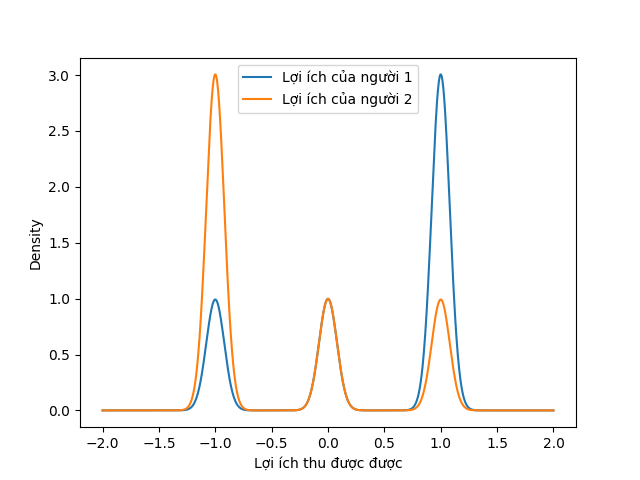 Lợi ích của người 1
Lợi ích của người 2
3.0
2.5
2.0
1.5
1.0
0.5
0.0
Density
−2.0 −1.5 −1.0 −0.5 0.0 0.5 1.0 1.5 2.0
Lợi ích thu được được